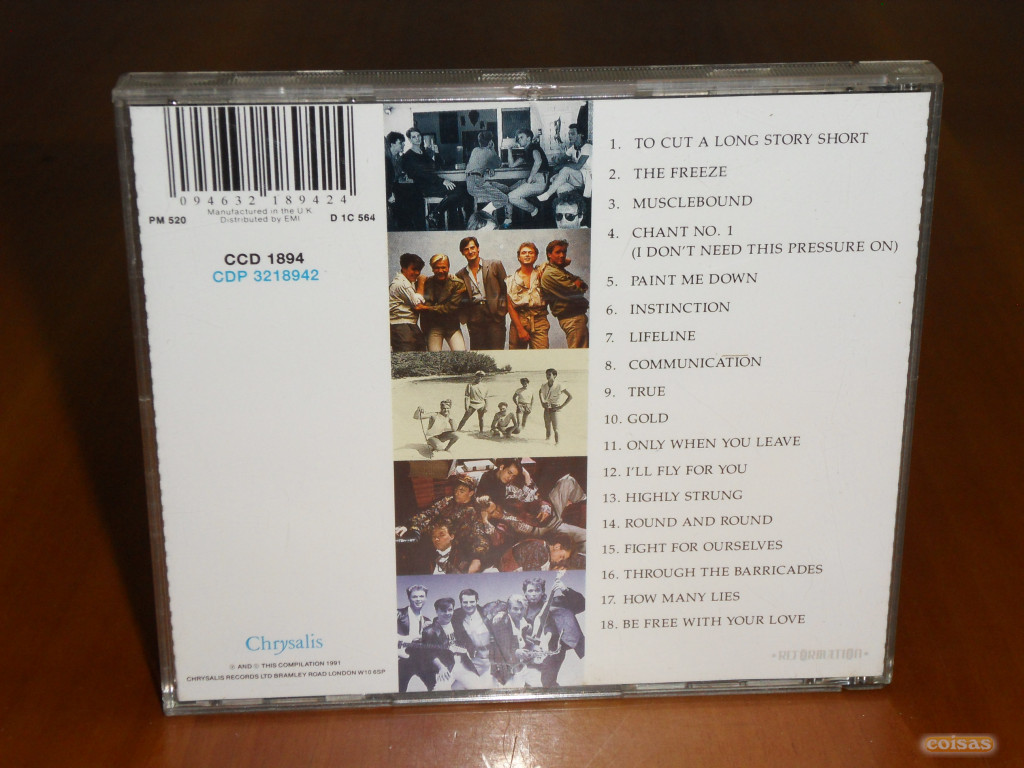 094632 189424
Manufactured in the U.K.
Distributed by EMI
PM 520
D 1C 564
CCD 1894
CDP 3218942
Chrysalis
℗ AND © THIS COMPILATION 1991
CHRYSALIS RECORDS LTD BRAMLEY ROAD LONDON W10 6SP
1. TO CUT A LONG STORY SHORT
2. THE FREEZE
3. MUSCLEBOUND
4. CHANT NO. 1
(I DON'T NEED THIS PRESSURE ON)
5. PAINT ME DOWN
6. INSTINCTION
7. LIFELINE
8. COMMUNICATION
9. TRUE
10. GOLD
11. ONLY WHEN YOU LEAVE
12. I'LL FLY FOR YOU
13. HIGHLY STRUNG
14. ROUND AND ROUND
15. FIGHT FOR OURSELVES
16. THROUGH THE BARRICADES
17. HOW MANY LIES
18. BE FREE WITH YOUR LOVE
•REFORMATION•
coisas